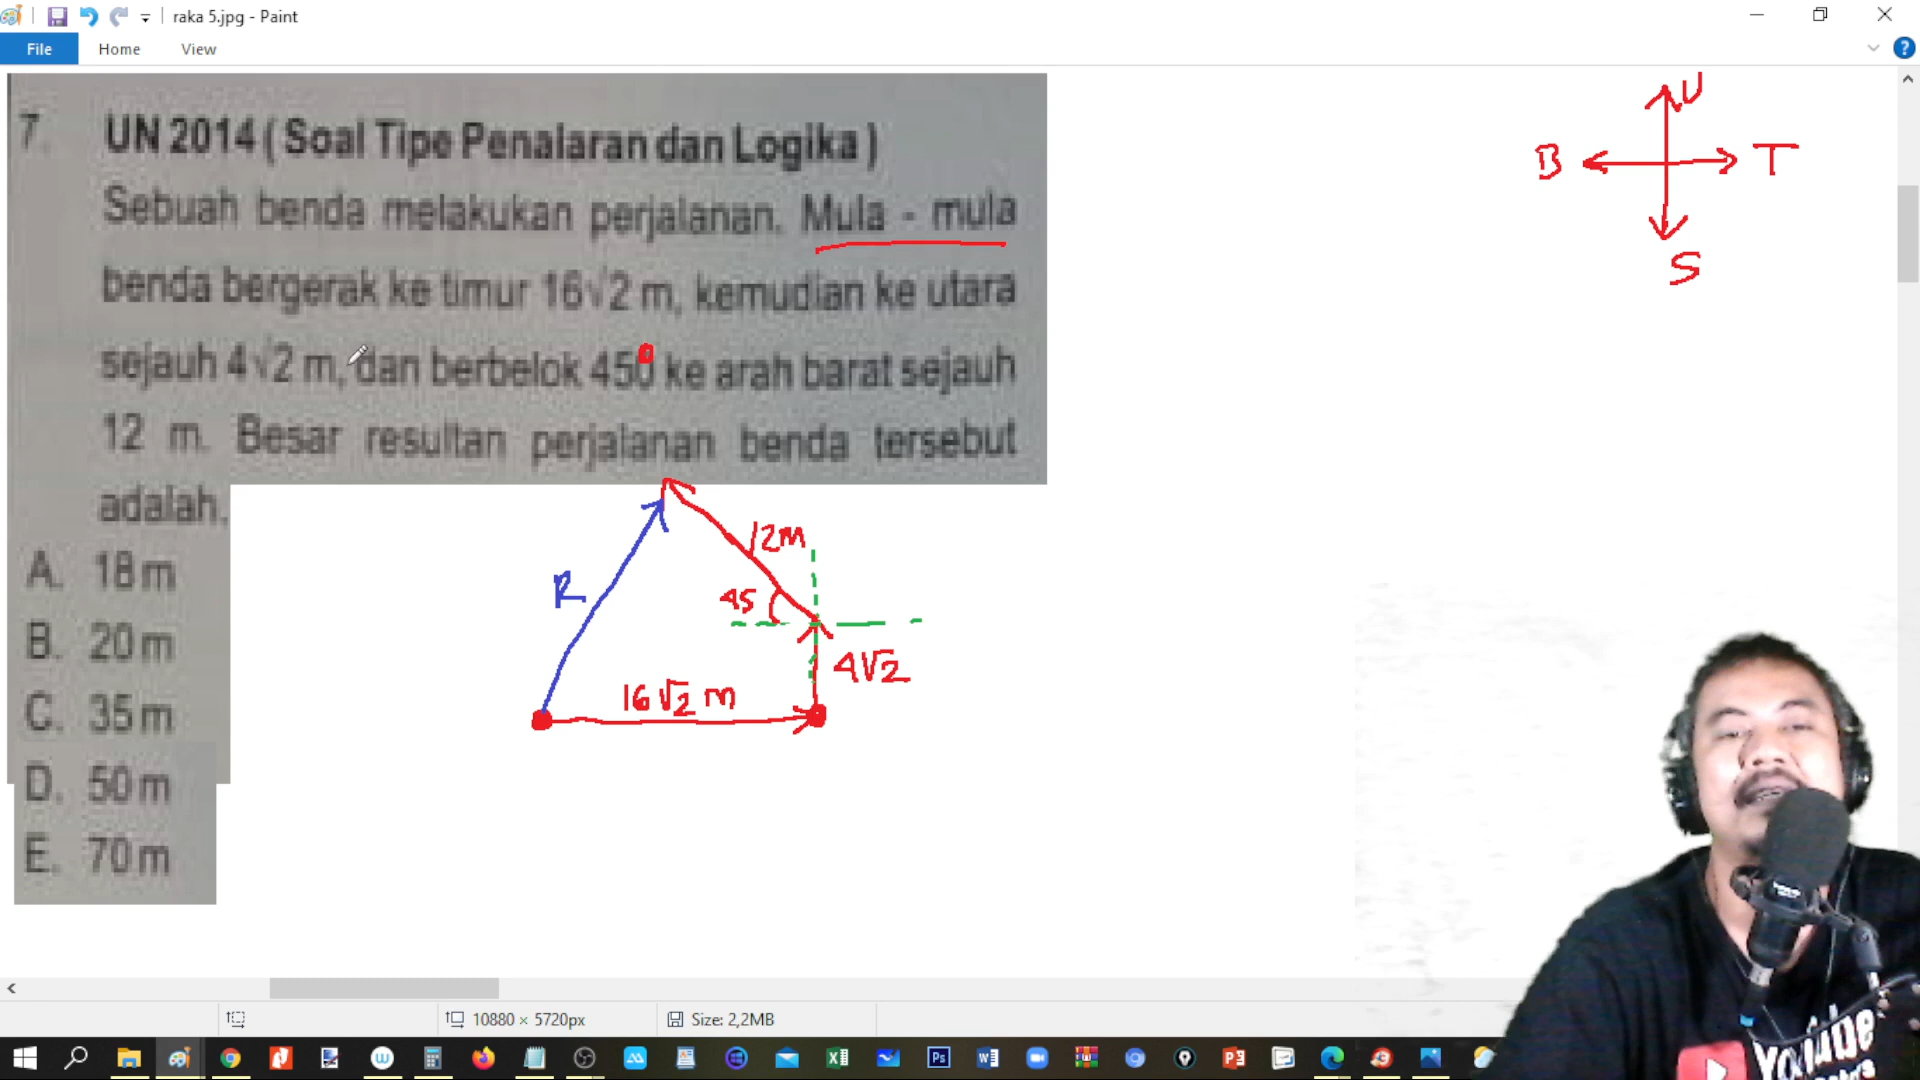 raka 5.jpg - Paint
File Home View
7. UN 2014 ( Soal Tipe Penalaran dan Logika )
Sebuah benda melakukan perjalanan. Mula - mula
benda bergerak ke timur 16√2 m, kemudian ke utara
sejauh 4√2 m, dan berbelok 45⁰ ke arah barat sejauh
12 m. Besar resultan perjalanan benda tersebut
adalah.
A. 18 m
B. 20 m
C. 35 m
D. 50 m
E. 70 m
U
B T
S
12m
R
45
4√2
16√2 m
10880 × 5720px
Size: 2,2MB
Youtube